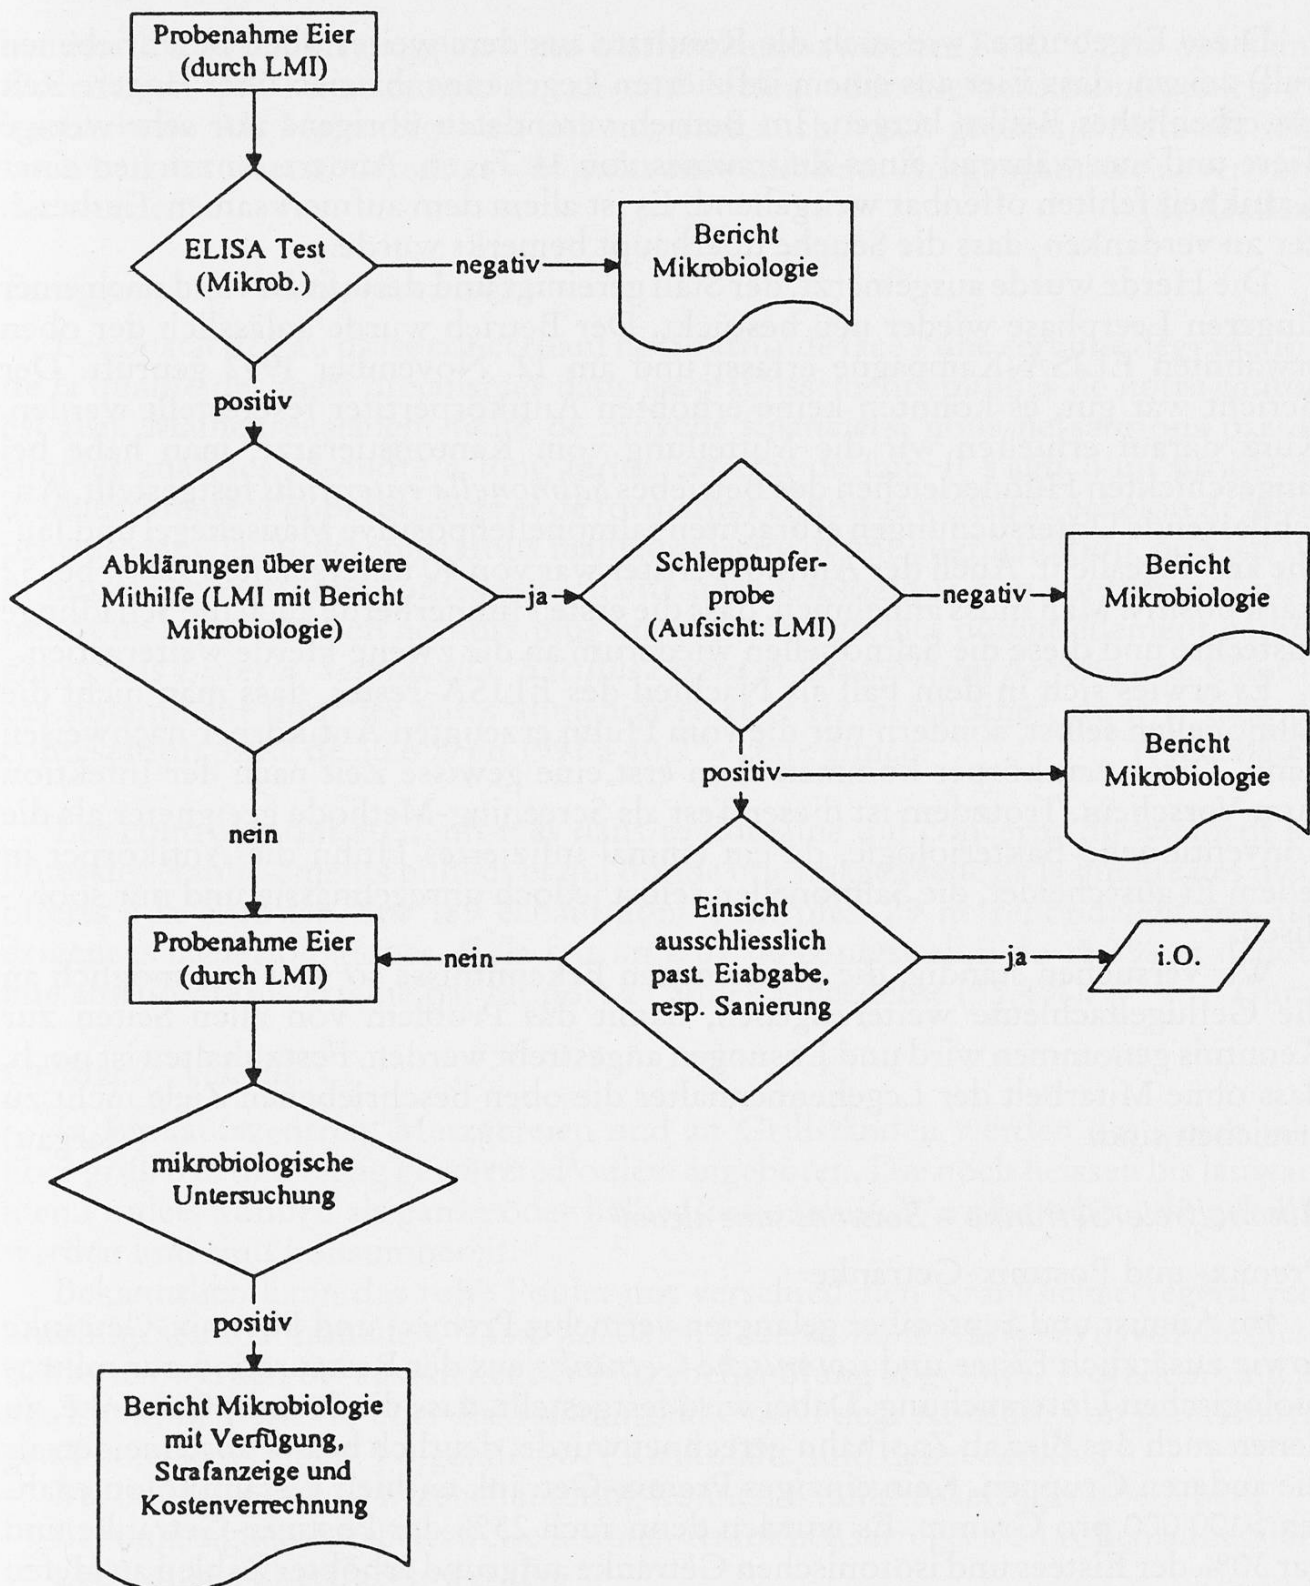 Probenahme Eier
(durch LMI)
ELISA Test
(Mikrob.)
negativ
Bericht
Mikrobiologie
positiv
Abklärungen über weitere
Mithilfe (LMI mit Bericht
Mikrobiologie)
ja
Schlepptupfer-
probe
(Aufsicht: LMI)
negativ
Bericht
Mikrobiologie
positiv
Bericht
Mikrobiologie
nein
Einsicht
ausschliesslich
past. Eiabgabe,
resp. Sanierung
ja
i.O.
nein
Probenahme Eier
(durch LMI)
mikrobiologische
Untersuchung
positiv
Bericht Mikrobiologie
mit Verfügung,
Strafanzeige und
Kostenverrechnung